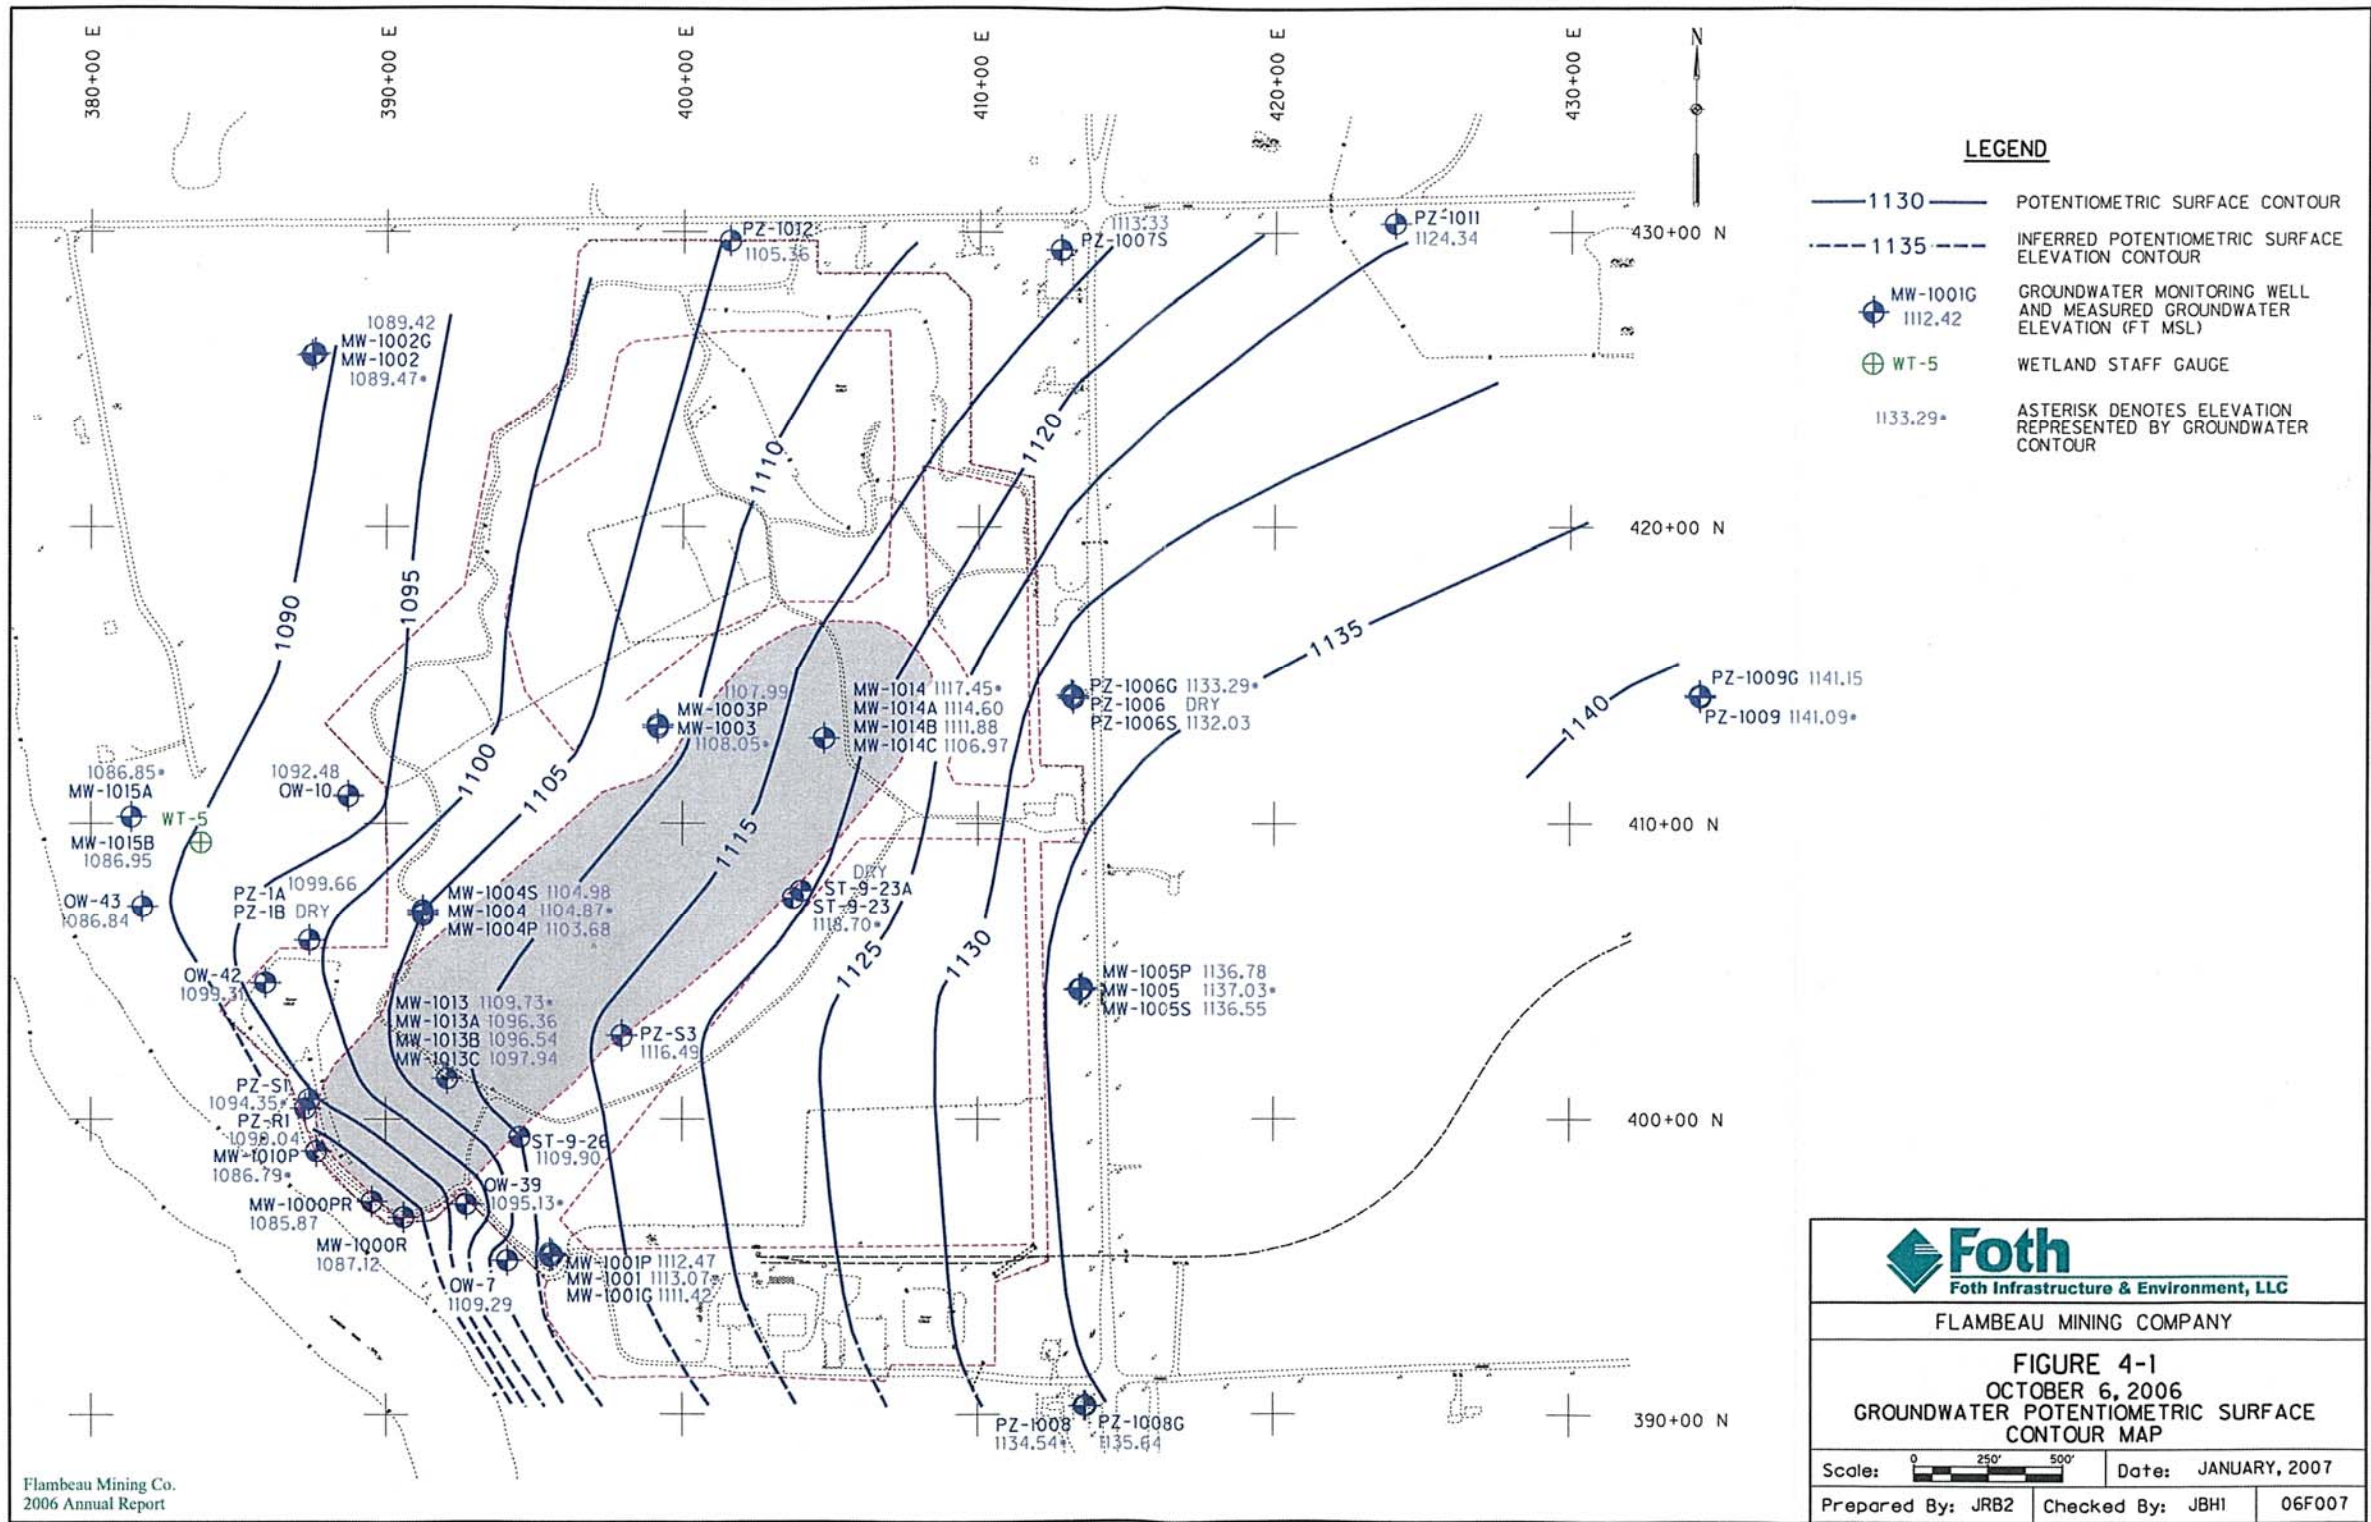 380+00 E
390+00 E
400+00 E
410+00 E
420+00 E
430+00 E
N
LEGEND
1130
POTENTIOMETRIC SURFACE CONTOUR
1135
INFERRED POTENTIOMETRIC SURFACE
ELEVATION CONTOUR
MW-1001G
1112.42
GROUNDWATER MONITORING WELL
AND MEASURED GROUNDWATER
ELEVATION (FT MSL)
WT-5
WETLAND STAFF GAUGE
1133.29*
ASTERISK DENOTES ELEVATION
REPRESENTED BY GROUNDWATER
CONTOUR
PZ-1012
1105.36
1113.33
PZ-1007S
PZ-1011
1124.34
430+00 N
1089.42
MW-1002G
MW-1002
1089.47*
1110
1120
420+00 N
1090
1095
1135
1107.99
MW-1003P
MW-1003
1108.05*
MW-1014 1117.45*
MW-1014A 1114.60
MW-1014B 1111.88
MW-1014C 1106.97
PZ-1006G 1133.29*
PZ-1006 DRY
PZ-1006S 1132.03
PZ-1009G 1141.15
PZ-1009 1141.09*
1140
1100
1105
1115
1086.85*
MW-1015A
WT-5
MW-1015B
1086.95
1092.48
OW-10
410+00 N
OW-43
1086.84
PZ-1A 1099.66
PZ-1B DRY
MW-1004S 1104.98
MW-1004 1104.87*
MW-1004P 1103.68
DRY
ST-9-23A
ST-9-23
1118.70*
1125
1130
OW-42
1099.31
MW-1013 1109.73*
MW-1013A 1096.36
MW-1013B 1096.54
MW-1013C 1097.94
PZ-S3
1116.49
MW-1005P 1136.78
MW-1005 1137.03*
MW-1005S 1136.55
PZ-S1
1094.35*
PZ-R1
MW-1010P
1086.79*
ST-9-26
1109.90
400+00 N
MW-1000PR
1085.87
OW-39
1095.13*
MW-1000R
1087.12
OW-7
1109.29
MW-1001P 1112.47
MW-1001 1113.07*
MW-1001G 1111.42
PZ-1008
1134.54*
PZ-1008G
1135.64
390+00 N
Foth
Foth Infrastructure & Environment, LLC
FLAMBEAU MINING COMPANY
FIGURE 4-1
OCTOBER 6, 2006
GROUNDWATER POTENTIOMETRIC SURFACE
CONTOUR MAP
Scale: 0 250' 500'
Date: JANUARY, 2007
Prepared By: JRB2
Checked By: JBH1
06F007
Flambeau Mining Co.
2006 Annual Report